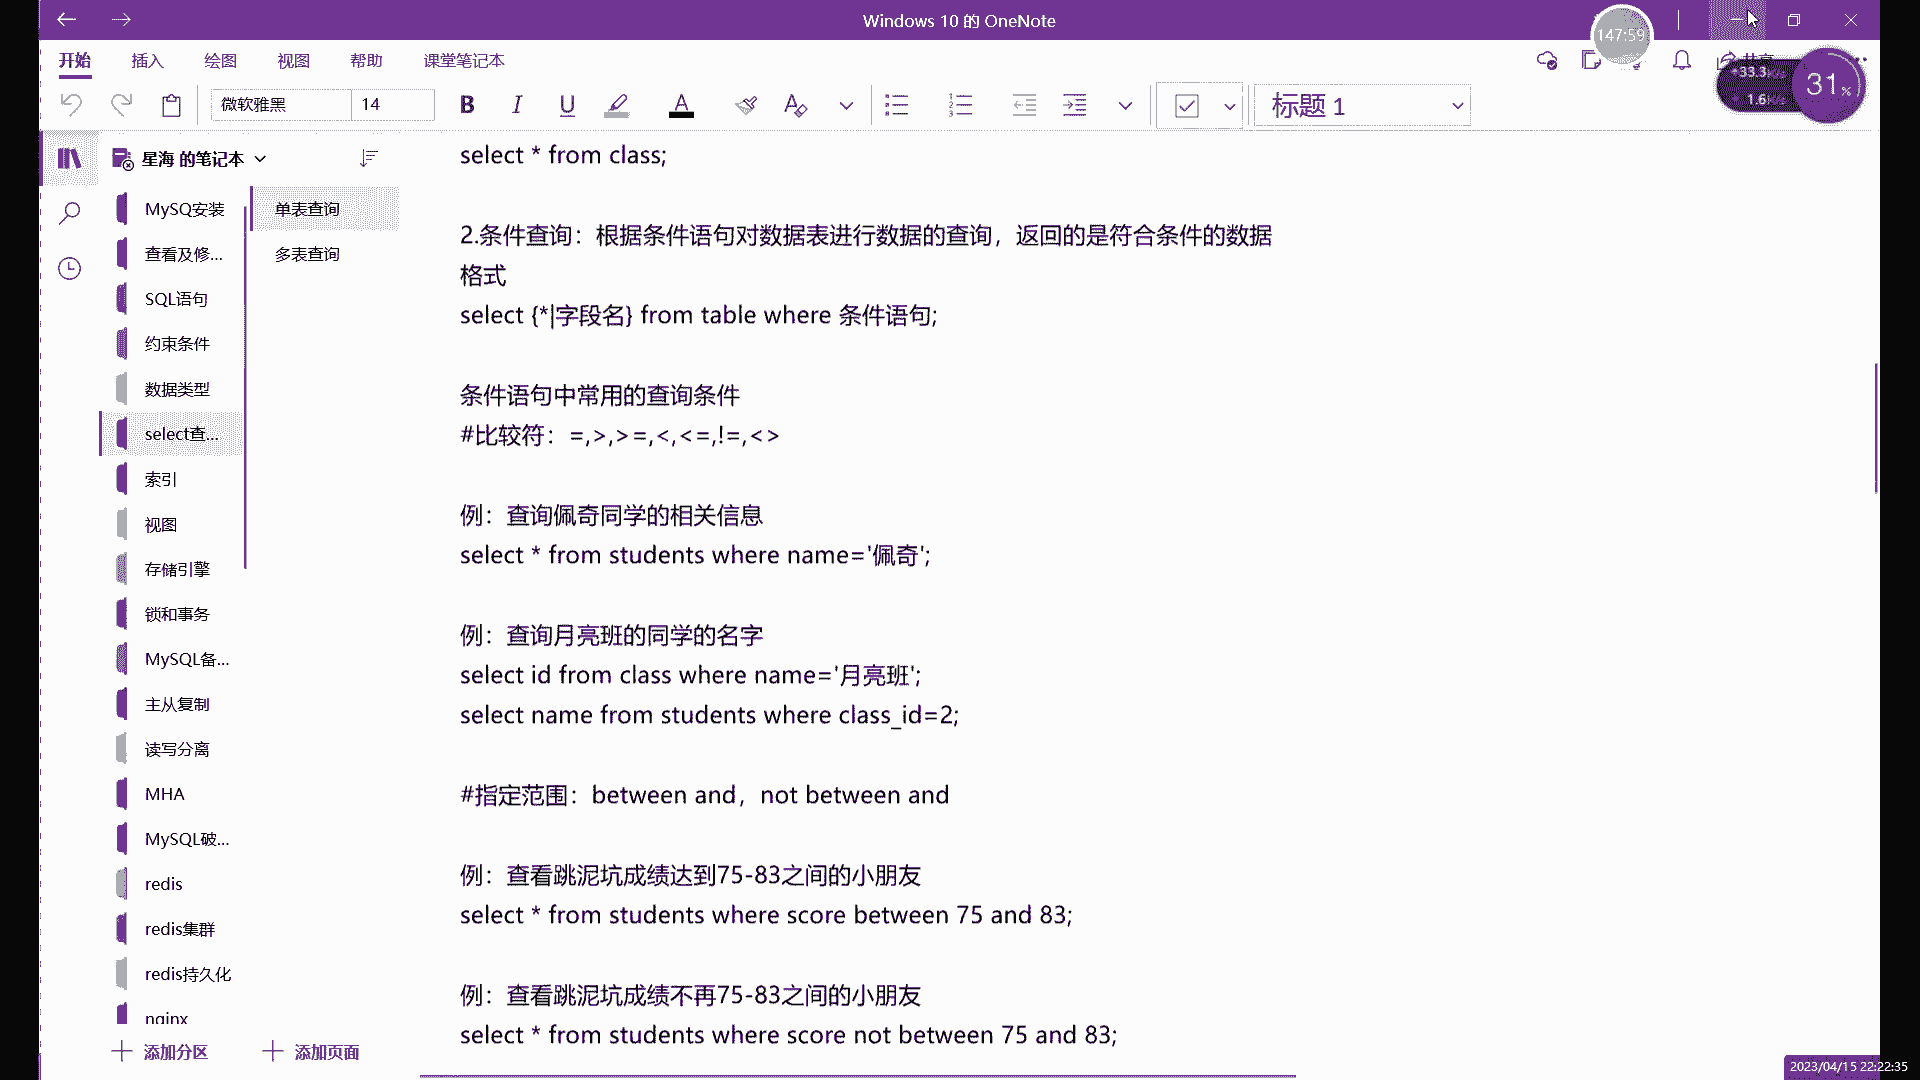 Windows 10 的 OneNote
147:59
开始 插入 绘图 视图 帮助 课堂笔记本
共享
+33.3K/s
1.6K/s
31%
微软雅黑 14 B I U A 标题 1
星海 的笔记本
MySQ安装
查看及修...
SQL语句
约束条件
数据类型
select查...
索引
视图
存储引擎
锁和事务
MySQL备...
主从复制
读写分离
MHA
MySQL破...
redis
redis集群
redis持久化
nginx
添加分区
单表查询
多表查询
添加页面
select * from class;
2.条件查询：根据条件语句对数据表进行数据的查询，返回的是符合条件的数据
格式
select {*|字段名} from table where 条件语句;
条件语句中常用的查询条件
#比较符：=,>,>=,<,<=,!=,<>
例：查询佩奇同学的相关信息
select * from students where name='佩奇';
例：查询月亮班的同学的名字
select id from class where name='月亮班';
select name from students where class_id=2;
#指定范围：between and，not between and
例：查看跳泥坑成绩达到75-83之间的小朋友
select * from students where score between 75 and 83;
例：查看跳泥坑成绩不再75-83之间的小朋友
select * from students where score not between 75 and 83;
2023/04/15 22:22:35